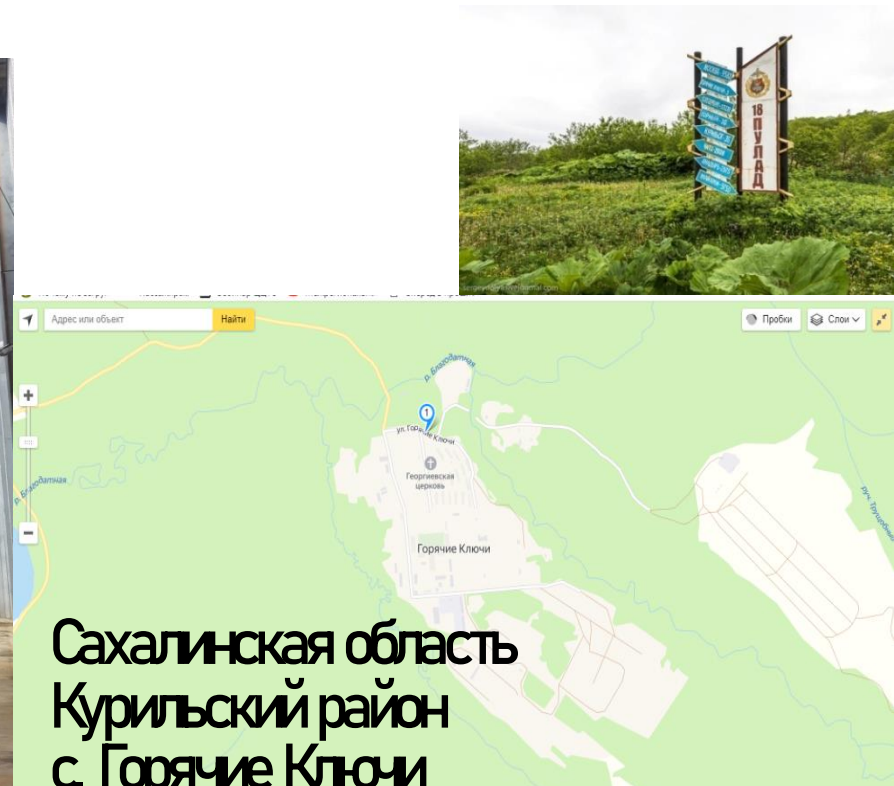 18 ПУЛАД
Адрес или объект
Найти
Пробки
Слои
р. Благодатная
1
ул. Горячие Ключи
Георгиевская
церковь
р. Благодатная
Горячие Ключи
Сахалинская область
Курильский район
с. Горячие Ключи